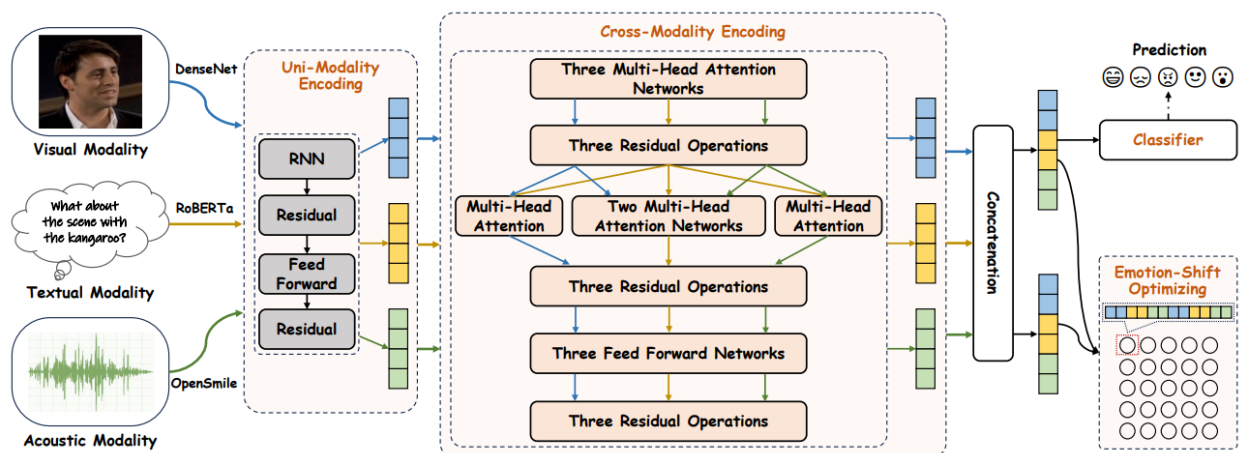 Visual Modality
DenseNet
What about
the scene with
the kangaroo?
RoBERTa
Textual Modality
OpenSmile
Acoustic Modality
Uni-Modality
Encoding
RNN
Residual
Feed
Forward
Residual
Cross-Modality Encoding
Three Multi-Head Attention
Networks
Three Residual Operations
Multi-Head
Attention
Two Multi-Head
Attention Networks
Multi-Head
Attention
Three Residual Operations
Three Feed Forward Networks
Three Residual Operations
Concatenation
Prediction
Classifier
Emotion-Shift
Optimizing